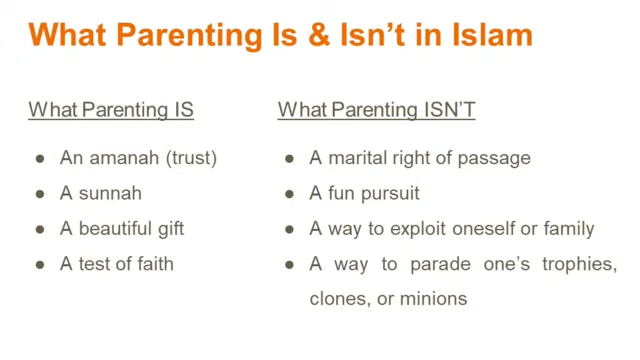 What Parenting Is & Isn't in Islam
What Parenting IS
● An amanah (trust)
● A sunnah
● A beautiful gift
● A test of faith
What Parenting ISN'T
● A marital right of passage
● A fun pursuit
● A way to exploit oneself or family
● A way to parade one's trophies,
clones, or minions